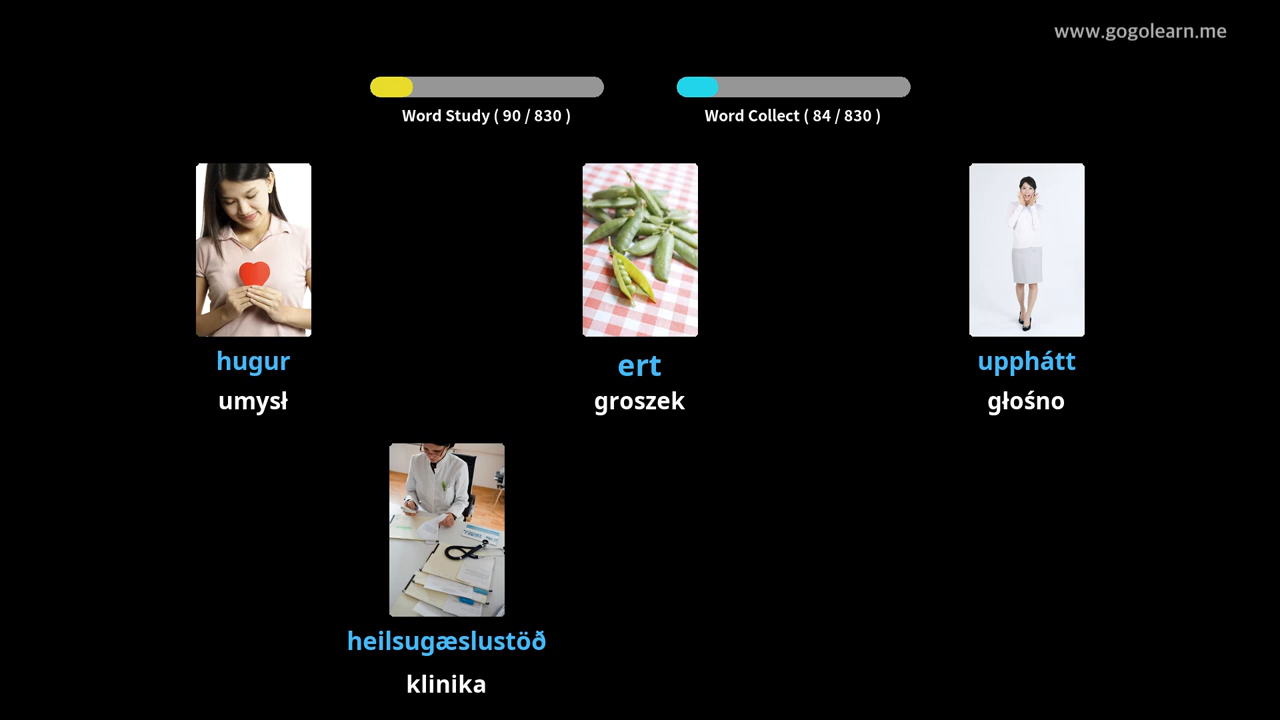 www.gogolearn.me
Word Study ( 90 / 830 )
Word Collect ( 84 / 830 )
hugur
umysł
ert
groszek
upphátt
głośno
heilsugæslustöð
klinika